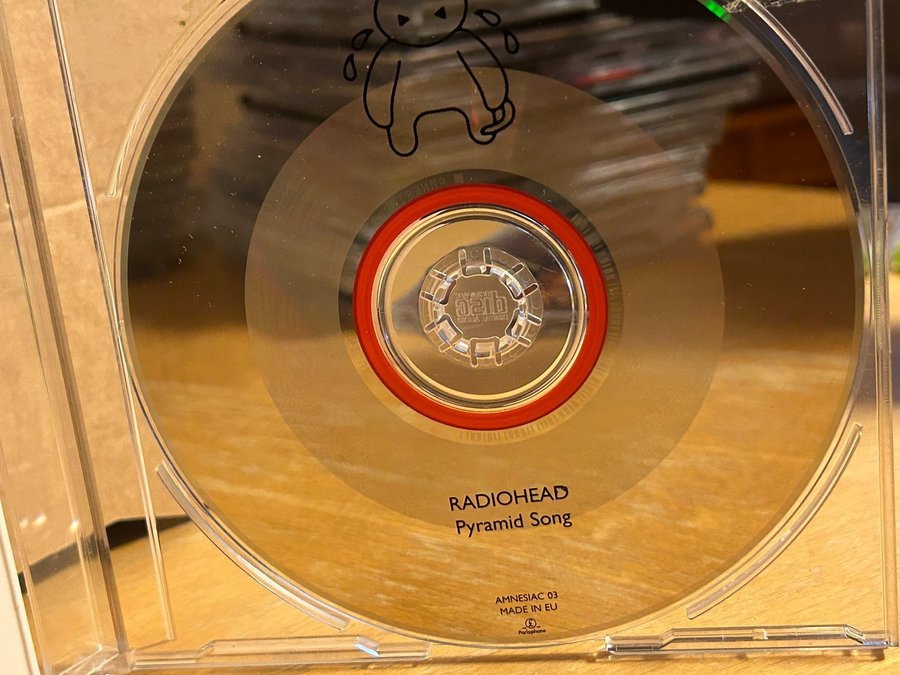 RADIOHEAD
Pyramid Song
AMNESIAC 03
MADE IN EU
Parlophone